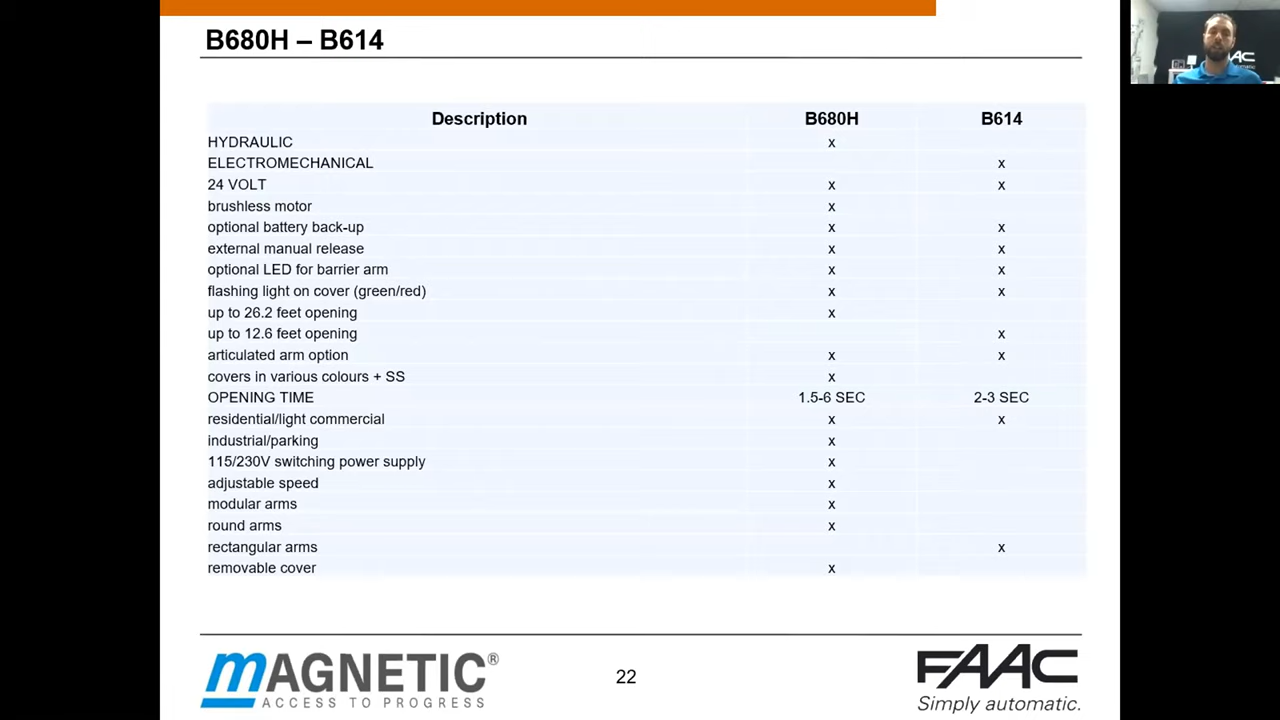 B680H – B614
Description B680H B614
HYDRAULIC x
ELECTROMECHANICAL x
24 VOLT x x
brushless motor x
optional battery back-up x x
external manual release x x
optional LED for barrier arm x x
flashing light on cover (green/red) x x
up to 26.2 feet opening x
up to 12.6 feet opening x
articulated arm option x x
covers in various colours + SS x
OPENING TIME 1.5-6 SEC 2-3 SEC
residential/light commercial x x
industrial/parking x
115/230V switching power supply x
adjustable speed x
modular arms x
round arms x
rectangular arms x
removable cover x
MAGNETIC®
ACCESS TO PROGRESS
22
FAAC
Simply automatic.